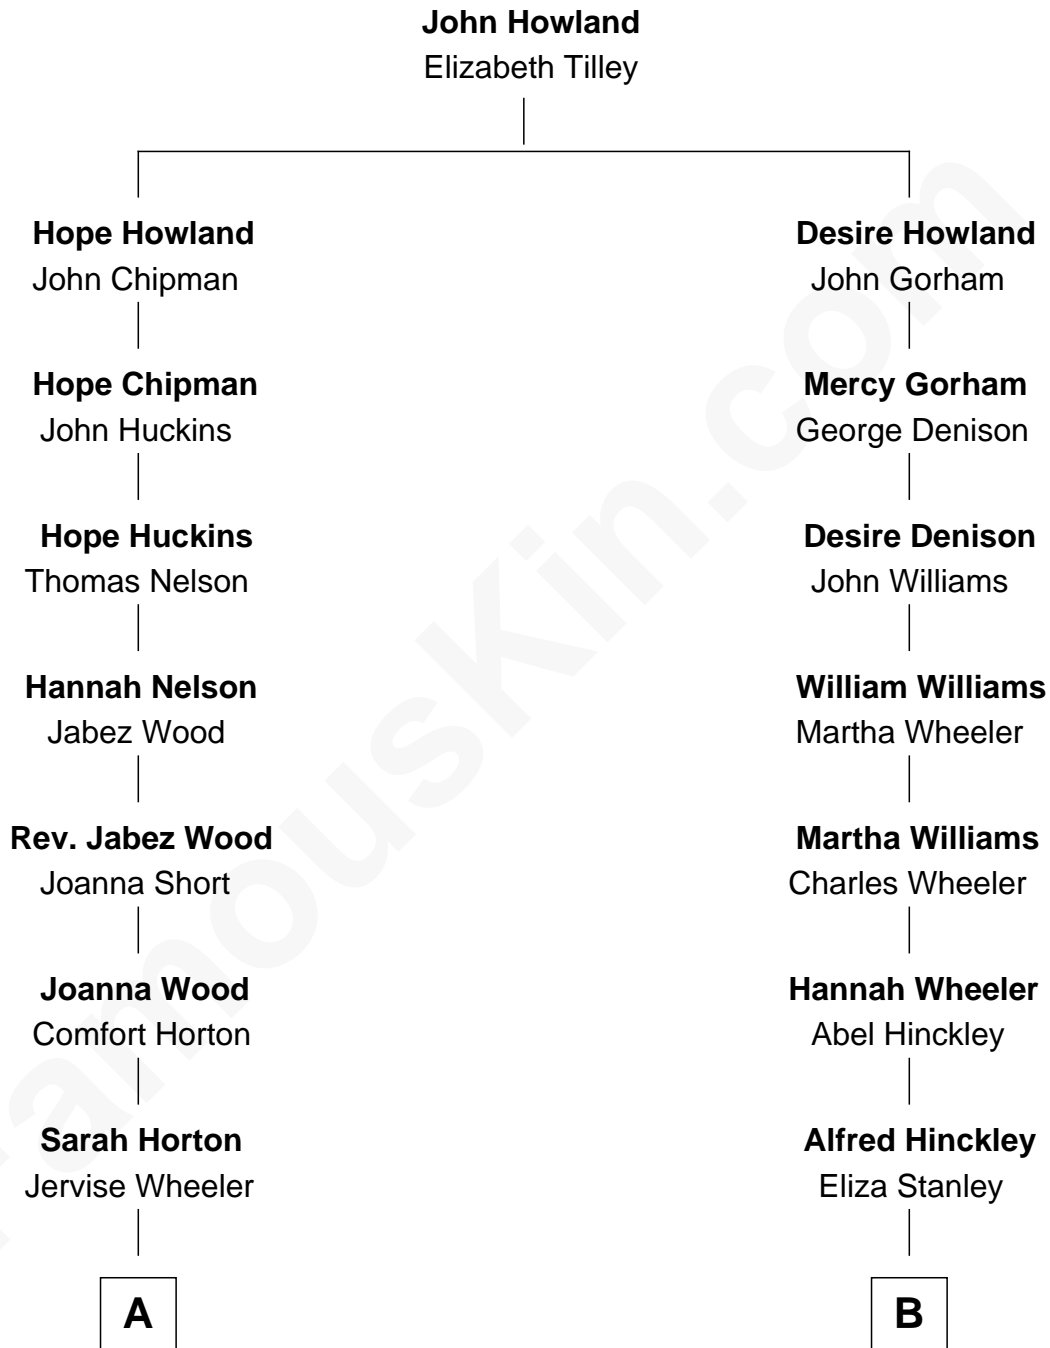 John Howland
Elizabeth Tilley
Hope Howland
John Chipman
Desire Howland
John Gorham
Hope Chipman
John Huckins
Mercy Gorham
George Denison
Hope Huckins
Thomas Nelson
Desire Denison
John Williams
Hannah Nelson
Jabez Wood
William Williams
Martha Wheeler
Rev. Jabez Wood
Joanna Short
Martha Williams
Charles Wheeler
Joanna Wood
Comfort Horton
Hannah Wheeler
Abel Hinckley
Sarah Horton
Jervise Wheeler
Alfred Hinckley
Eliza Stanley
A
B
FamousKin.com